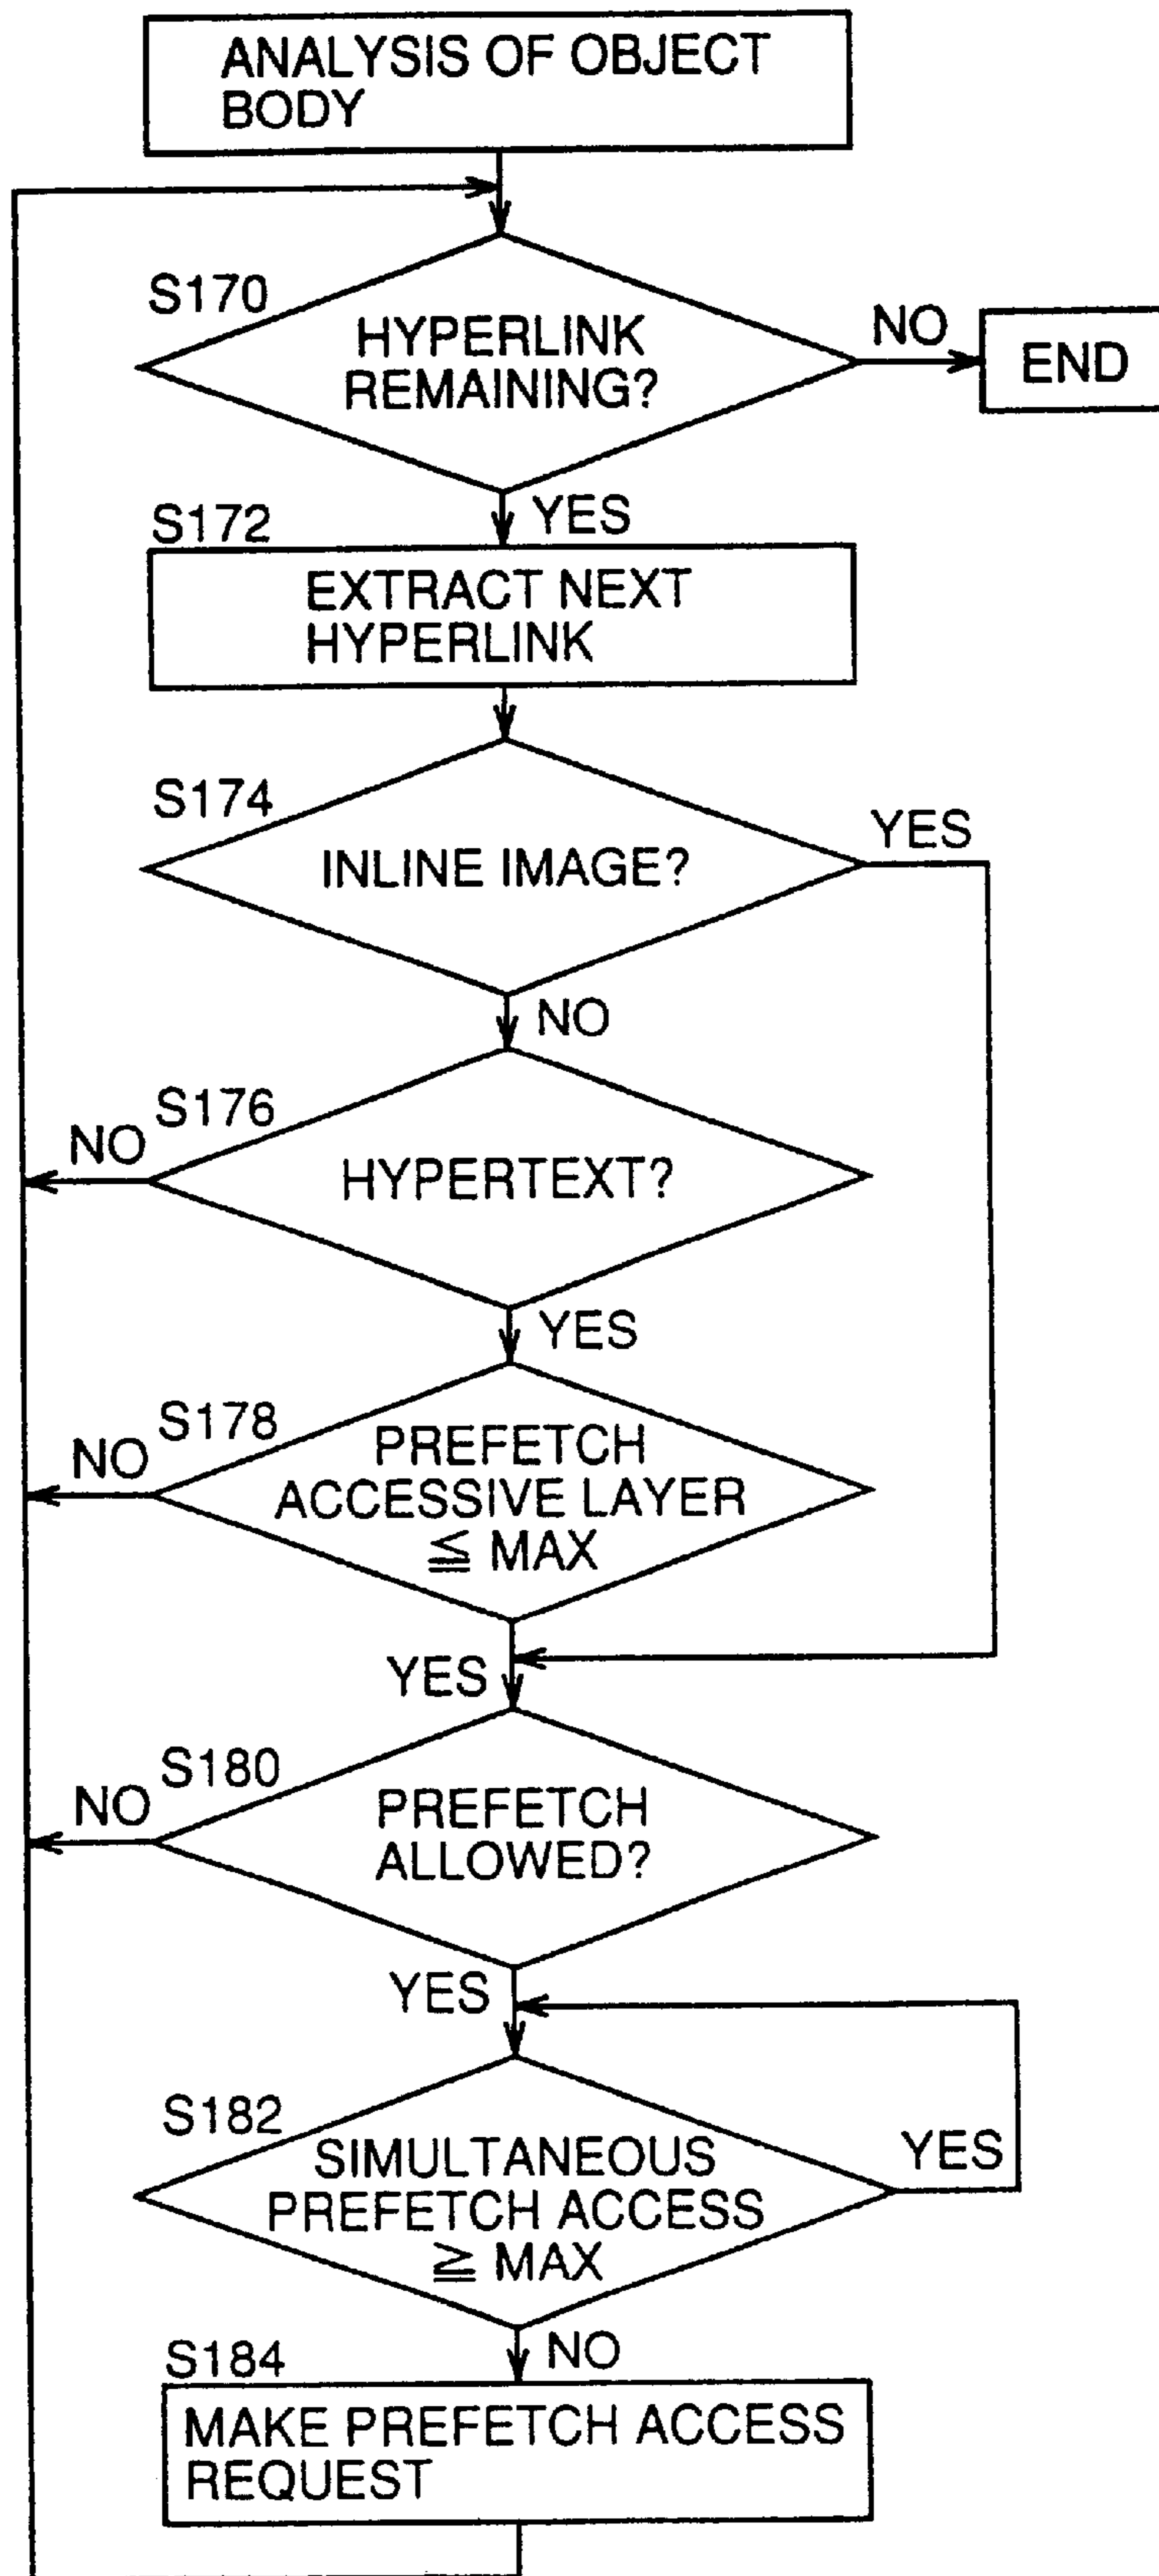 ANALYSIS OF OBJECT
BODY
S170
HYPERLINK
REMAINING?
NO
END
YES
S172
EXTRACT NEXT
HYPERLINK
S174
INLINE IMAGE?
YES
NO
S176
NO
HYPERTEXT?
YES
S178
NO
PREFETCH
ACCESSIVE LAYER
≦ MAX
YES
S180
NO
PREFETCH
ALLOWED?
YES
S182
SIMULTANEOUS
PREFETCH ACCESS
≧ MAX
YES
NO
S184
MAKE PREFETCH ACCESS
REQUEST